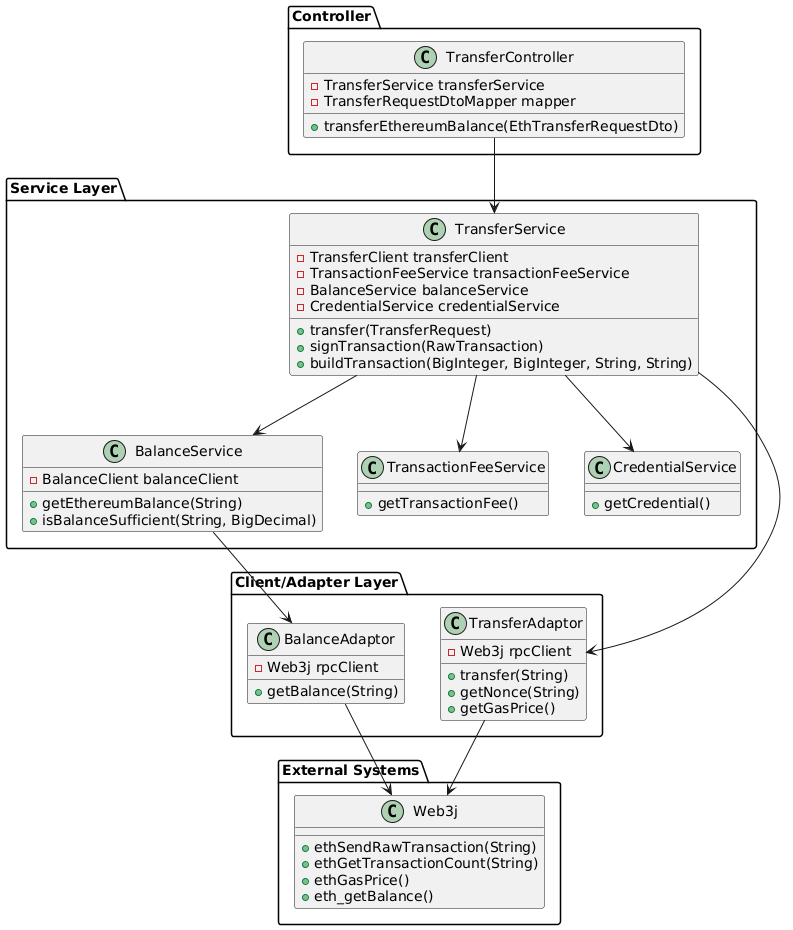 Controller
C TransferController
TransferService transferService
TransferRequestDtoMapper mapper
transferEthereumBalance(EthTransferRequestDto)
Service Layer
C TransferService
TransferClient transferClient
TransactionFeeService transactionFeeService
BalanceService balanceService
CredentialService credentialService
transfer(TransferRequest)
signTransaction(RawTransaction)
buildTransaction(BigInteger, BigInteger, String, String)
C BalanceService
BalanceClient balanceClient
getEthereumBalance(String)
isBalanceSufficient(String, BigDecimal)
C TransactionFeeService
getTransactionFee()
C CredentialService
getCredential()
Client/Adapter Layer
C BalanceAdaptor
Web3j rpcClient
getBalance(String)
C TransferAdaptor
Web3j rpcClient
transfer(String)
getNonce(String)
getGasPrice()
External Systems
C Web3j
ethSendRawTransaction(String)
ethGetTransactionCount(String)
ethGasPrice()
eth_getBalance()